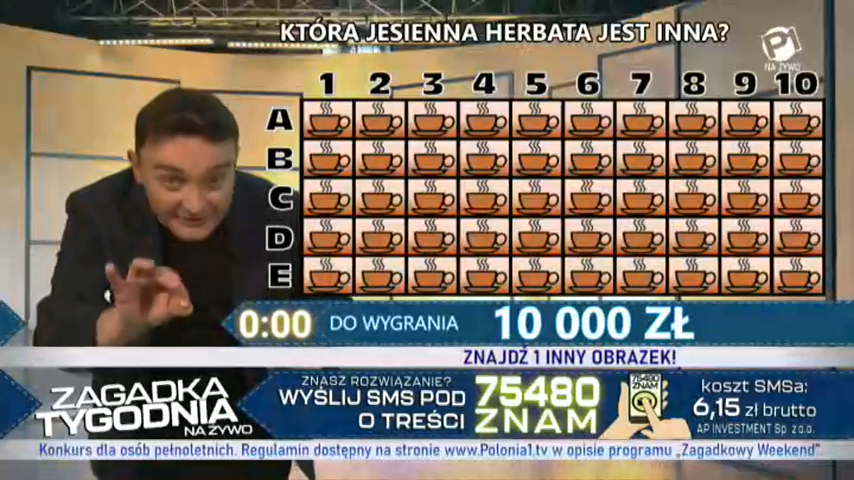 KTÓRA JESIENNA HERBATA JEST INNA?
P1
NA ŻYWO
1 2 3 4 5 6 7 8 9 10
A
B
C
D
E
0:00 DO WYGRANIA 10 000 ZŁ
ZNAJDŹ 1 INNY OBRAZEK!
ZAGADKA
TYGODNIA
NA ŻYWO
ZNASZ ROZWIĄZANIE?
WYŚLIJ SMS POD 75480
O TREŚCI ZNAM
75480
ZNAM
koszt SMSa:
6,15 zł brutto
AP INVESTMENT Sp. z o.o.
Konkurs dla osób pełnoletnich. Regulamin dostępny na stronie www.Polonia1.tv w opisie programu „Zagadkowy Weekend”.